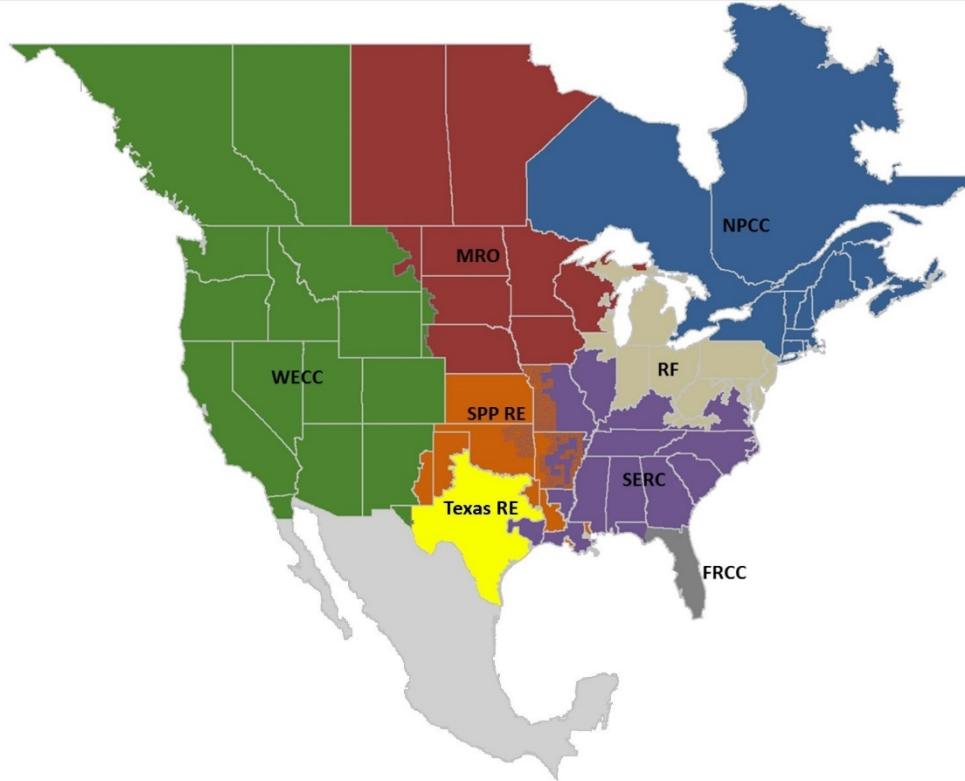 NPCC
MRO
RF
WECC
SPP RE
SERC
Texas RE
FRCC